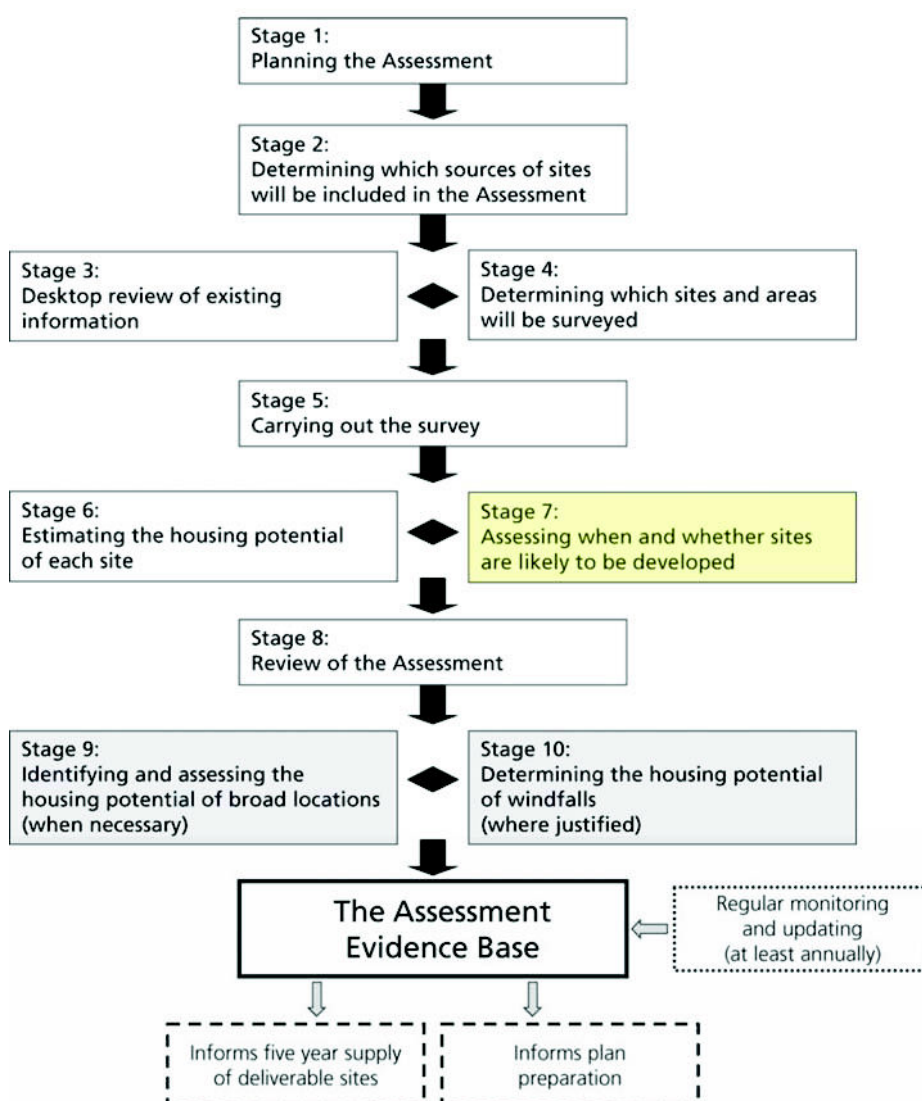 Stage 1:
Planning the Assessment
Stage 2:
Determining which sources of sites
will be included in the Assessment
Stage 3:
Desktop review of existing
information
Stage 4:
Determining which sites and areas
will be surveyed
Stage 5:
Carrying out the survey
Stage 6:
Estimating the housing potential
of each site
Stage 7:
Assessing when and whether sites
are likely to be developed
Stage 8:
Review of the Assessment
Stage 9:
Identifying and assessing the
housing potential of broad locations
(when necessary)
Stage 10:
Determining the housing potential
of windfalls
(where justified)
The Assessment
Evidence Base
Regular monitoring
and updating
(at least annually)
Informs five year supply
of deliverable sites
Informs plan
preparation